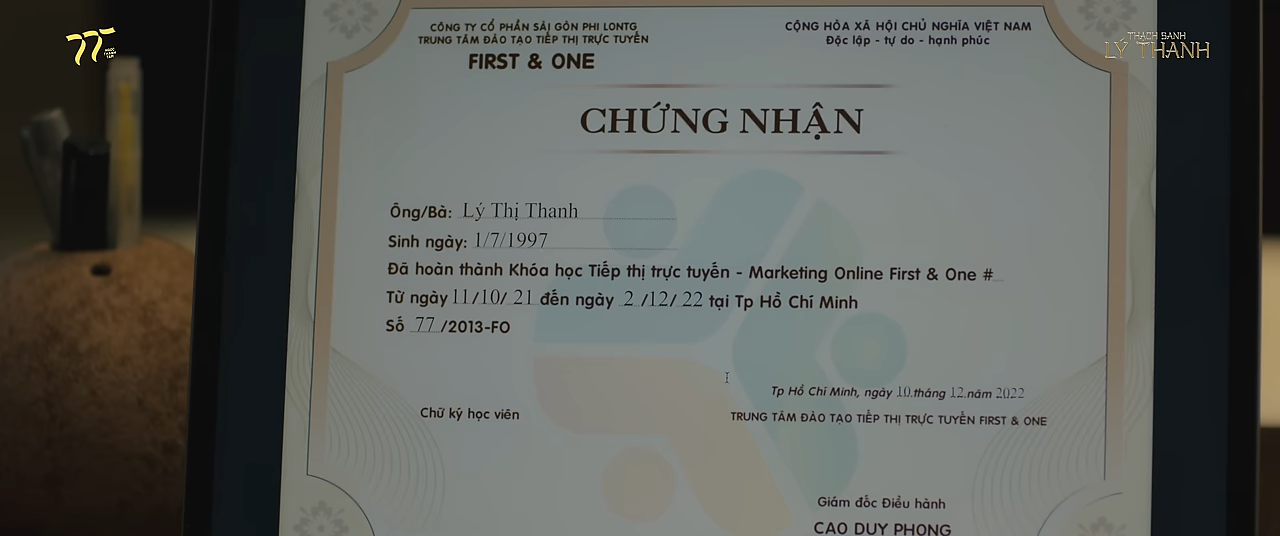 77
NGỌC
THANH
TÂM
THẠCH SANH
LÝ THANH
CÔNG TY CỔ PHẦN SÀI GÒN PHI LONTG
TRUNG TÂM ĐÀO TẠO TIẾP THỊ TRỰC TUYẾN
FIRST & ONE
CỘNG HÒA XÃ HỘI CHỦ NGHĨA VIỆT NAM
Độc lập - tự do - hạnh phúc
CHỨNG NHẬN
Ông/Bà: Lý Thị Thanh
Sinh ngày: 1/7/1997
Đã hoàn thành Khóa học Tiếp thị trực tuyến - Marketing Online First & One #
Từ ngày 11/10/ 21 đến ngày 2 /12/ 22 tại Tp Hồ Chí Minh
Số 77 /2013-FO
Tp Hồ Chí Minh, ngày 10 tháng 12 năm 2022
Chữ ký học viên
TRUNG TÂM ĐÀO TẠO TIẾP THỊ TRỰC TUYẾN FIRST & ONE
Giám đốc Điều hành
CAO DUY PHONG